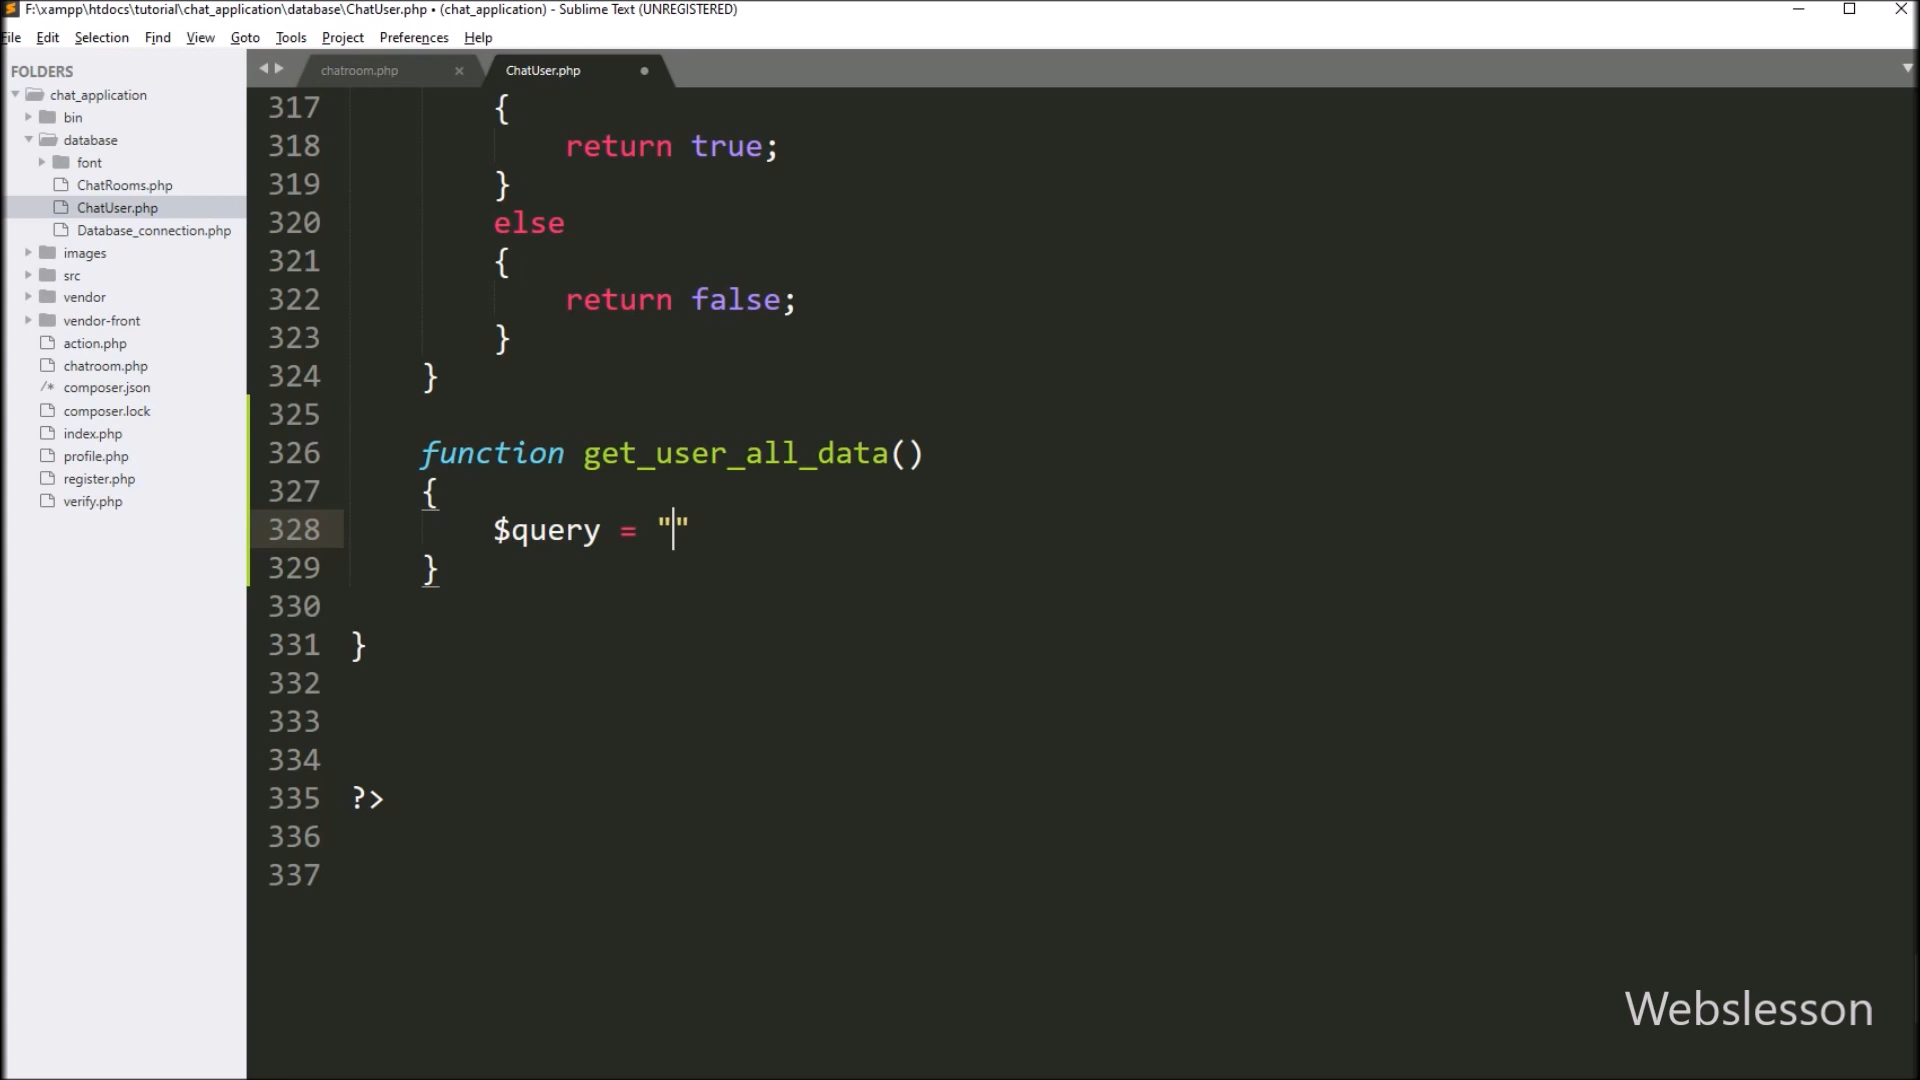 F:\xampp\htdocs\tutorial\chat_application\database\ChatUser.php • (chat_application) - Sublime Text (UNREGISTERED)
ile Edit Selection Find View Goto Tools Project Preferences Help
FOLDERS
chat_application
bin
database
font
ChatRooms.php
ChatUser.php
Database_connection.php
images
src
vendor
vendor-front
action.php
chatroom.php
/* composer.json
composer.lock
index.php
profile.php
register.php
verify.php
chatroom.php × ChatUser.php
317 {
318 return true;
319 }
320 else
321 {
322 return false;
323 }
324 }
325
326 function get_user_all_data()
327 {
328 $query = ""
329 }
330
331 }
332
333
334
335 ?>
336
337
Webslesson